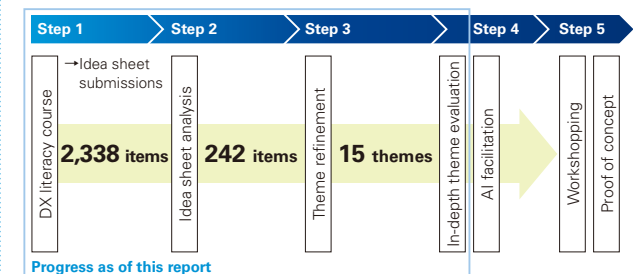 Step 1
Step 2
Step 3
Step 4
Step 5
DX literacy course
→Idea sheet
submissions
2,338 items
Idea sheet analysis
242 items
Theme refinement
15 themes
In-depth theme evaluation
AI facilitation
Workshopping
Proof of concept
Progress as of this report